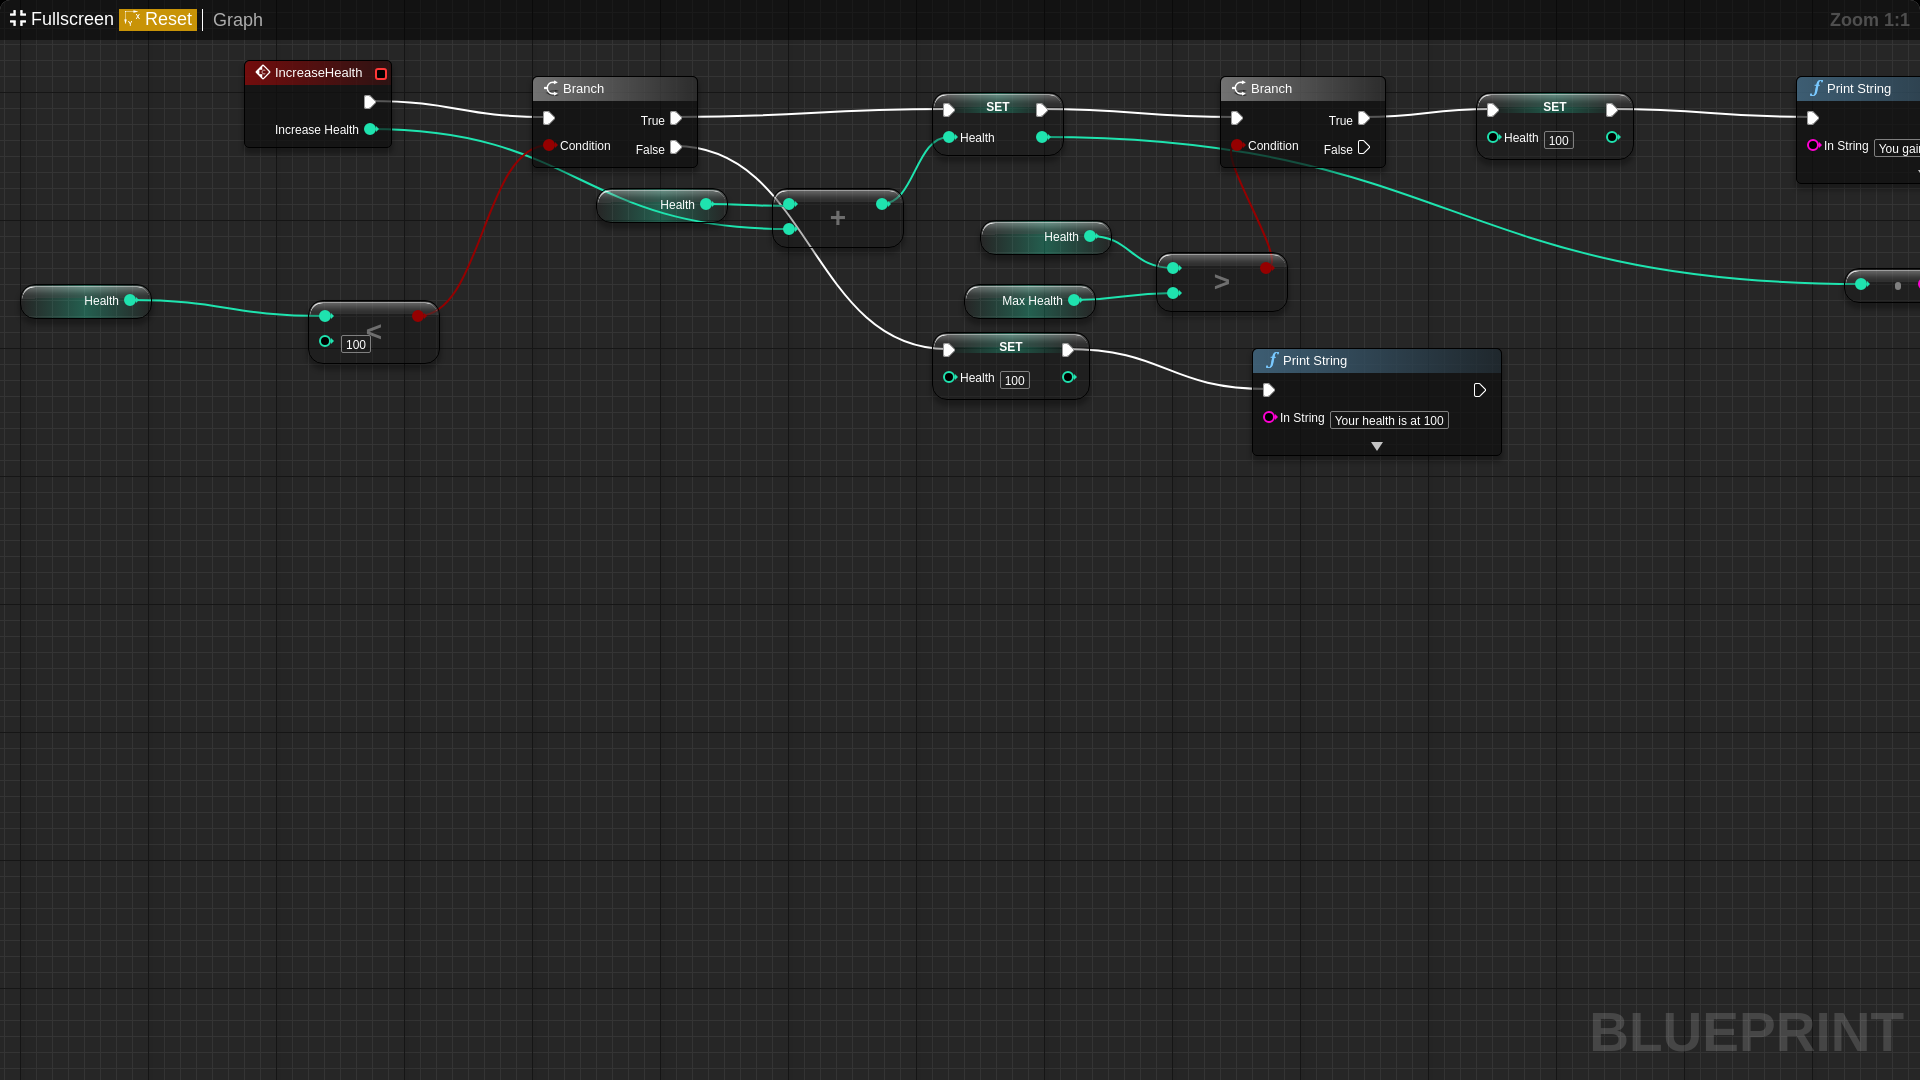 Fullscreen Reset Graph Zoom 1:1
IncreaseHealth
Increase Health
Branch
True
Condition
False
SET
Health
Branch
True
Condition
False
SET
Health 100
Print String
In String You gai
Health
+
Health
Max Health
>
Health
<
100
SET
Health 100
Print String
In String Your health is at 100
BLUEPRINT